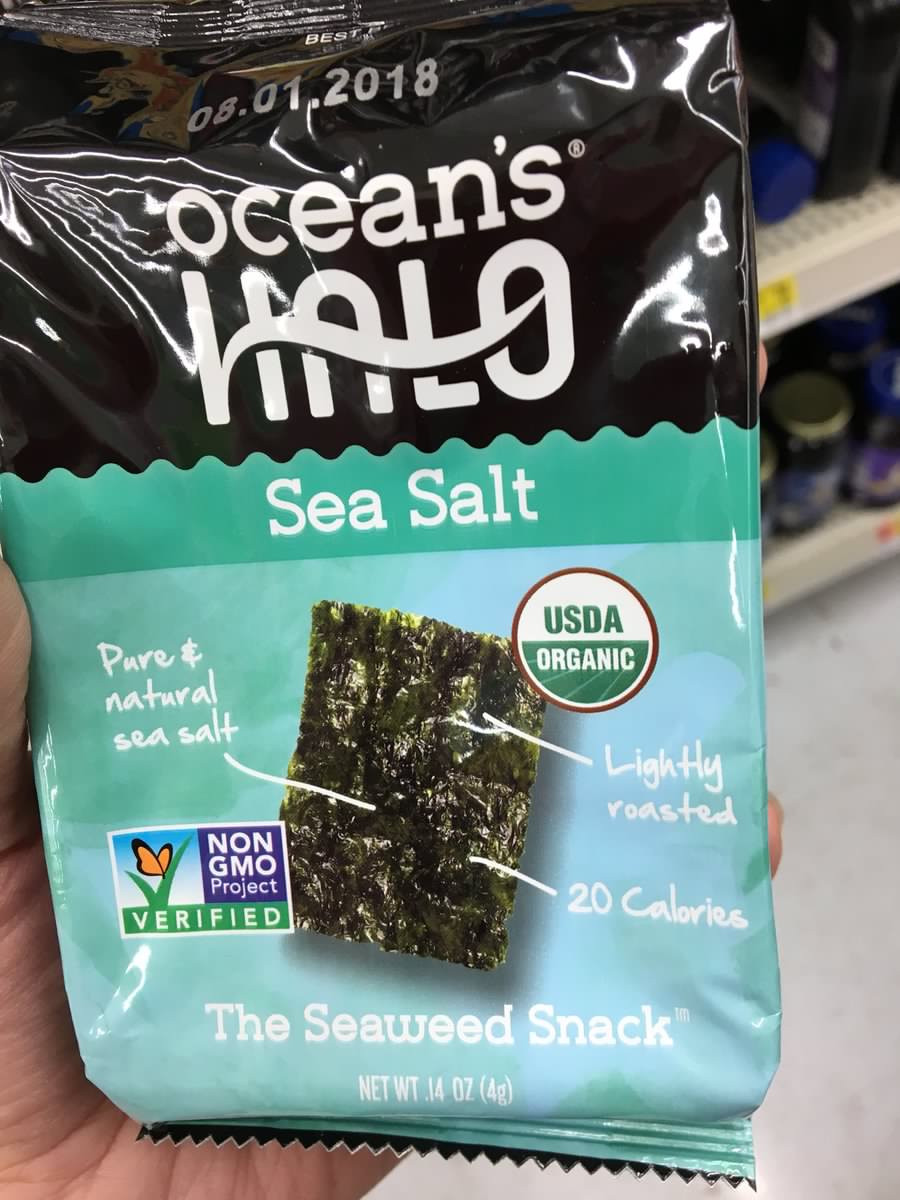 BEST
08.01.2018
ocean's®
HALO
Sea Salt
USDA
ORGANIC
Pure &
natural
sea salt
Lightly
roasted
NON
GMO
Project
VERIFIED
20 Calories
The Seaweed Snack™
NET WT .14 OZ (4g)